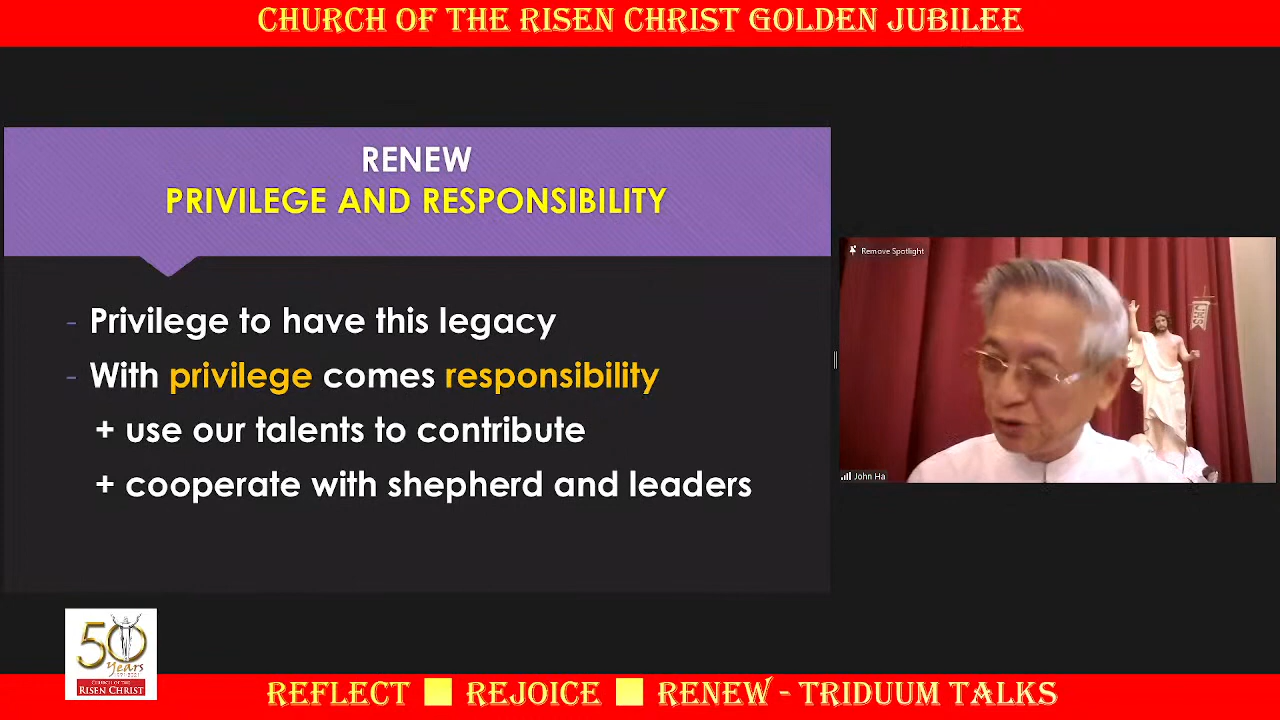 CHURCH OF THE RISEN CHRIST GOLDEN JUBILEE
RENEW
PRIVILEGE AND RESPONSIBILITY
- Privilege to have this legacy
- With privilege comes responsibility
+ use our talents to contribute
+ cooperate with shepherd and leaders
Remove Spotlight
John Ha
50
Years
CHURCH OF THE
RISEN CHRIST
REFLECT REJOICE RENEW - TRIDUUM TALKS